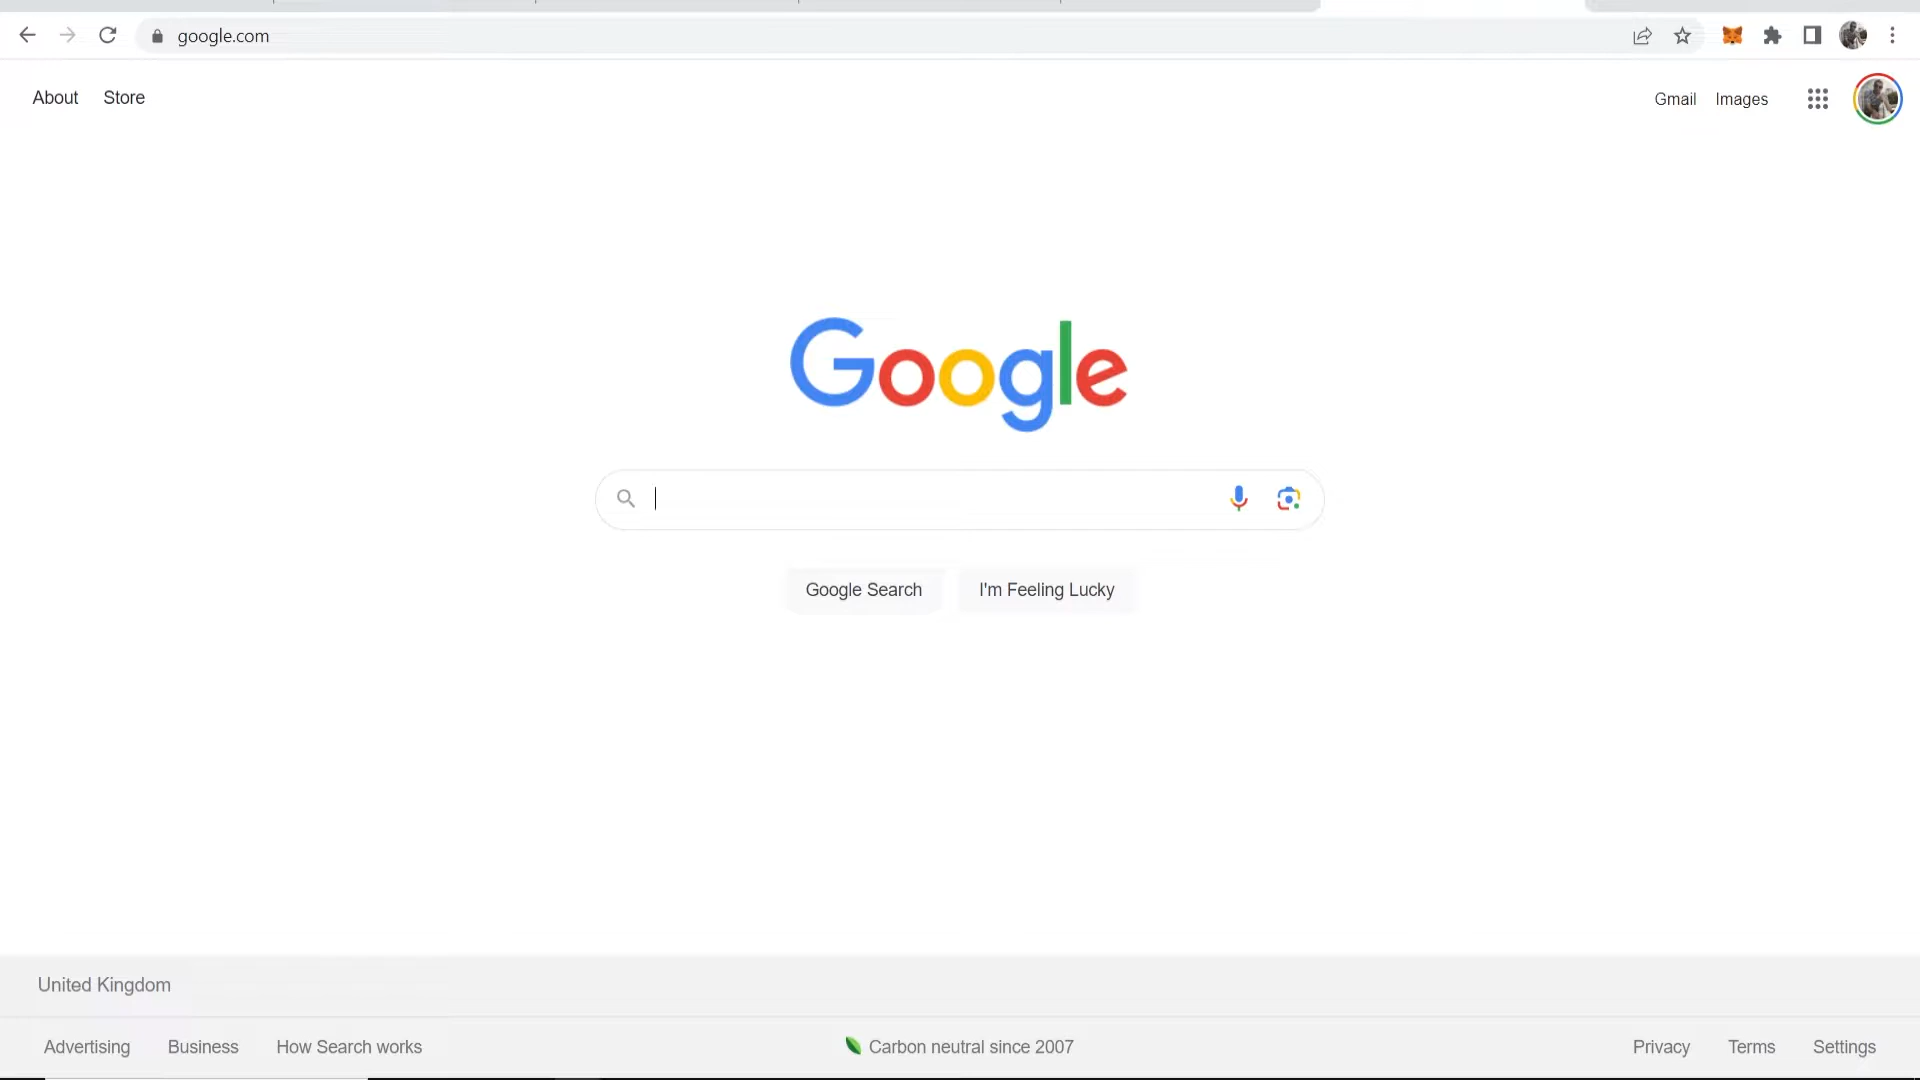 google.com
About Store
Gmail Images
Google
Google Search I'm Feeling Lucky
United Kingdom
Advertising Business How Search works
Carbon neutral since 2007
Privacy Terms Settings